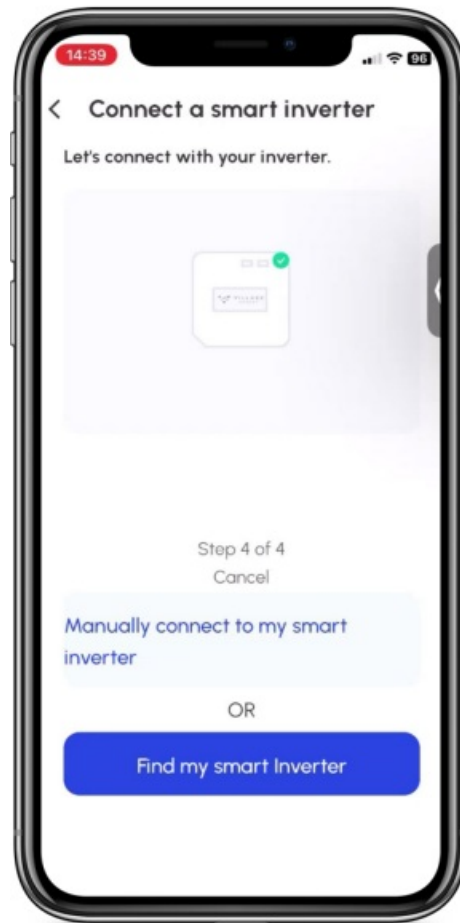 14:39
96
Connect a smart inverter
Let's connect with your inverter.
Step 4 of 4
Cancel
Manually connect to my smart
inverter
OR
Find my smart Inverter